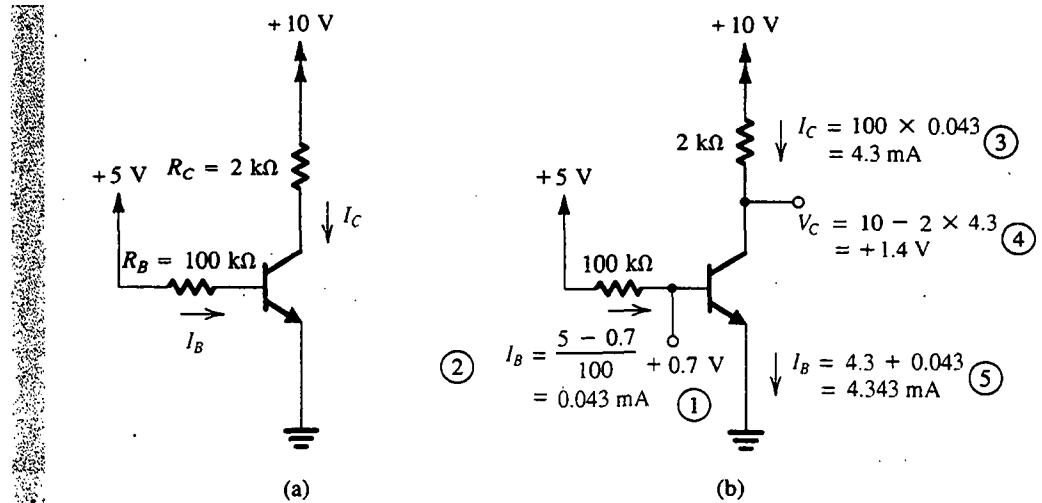 +10 V
+5 V
R_C = 2 kΩ
I_C
R_B = 100 kΩ
I_B
(a)
+10 V
2 kΩ
I_C = 100 × 0.043
= 4.3 mA
③
+5 V
V_C = 10 − 2 × 4.3
= +1.4 V
④
100 kΩ
② I_B = \frac{5 − 0.7}{100}
= 0.043 mA
+0.7 V
①
I_B = 4.3 + 0.043
= 4.343 mA
⑤
(b)